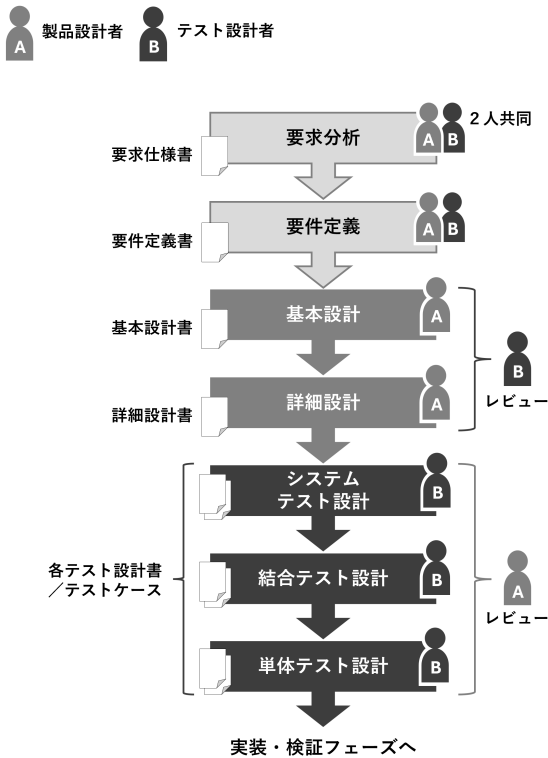 A 製品設計者
B テスト設計者
要求分析
A B
2人共同
要求仕様書
要件定義
A B
要件定義書
基本設計
A
基本設計書
B
レビュー
詳細設計
A
詳細設計書
システム
テスト設計
B
各テスト設計書
/テストケース
結合テスト設計
B
A
レビュー
単体テスト設計
B
実装・検証フェーズへ